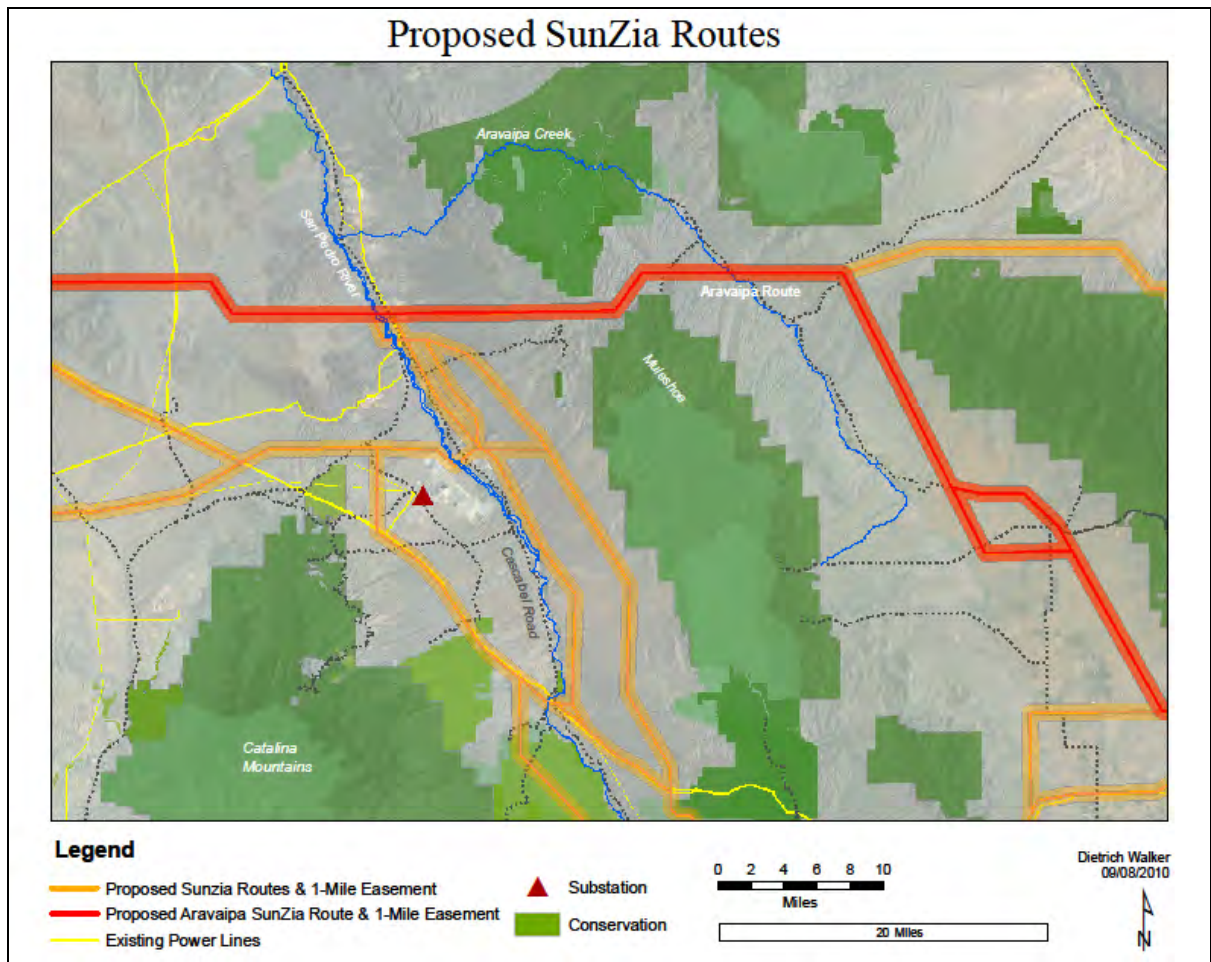 Proposed SunZia Routes
Aravaipa Creek
San Pedro River
Aravaipa Route
Muleshoe
Cascabel Road
Catalina
Mountains
Legend
Proposed Sunzia Routes & 1-Mile Easement
Proposed Aravaipa SunZia Route & 1-Mile Easement
Existing Power Lines
Substation
Conservation
0 2 4 6 8 10
Miles
20 Miles
Dietrich Walker
09/08/2010
N